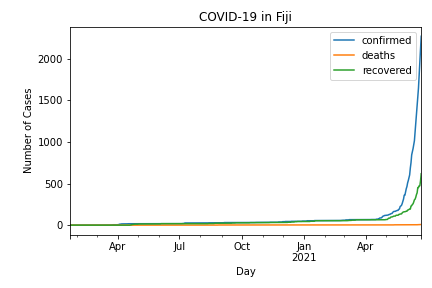 COVID-19 in Fiji
confirmed
deaths
recovered
Number of Cases
2000
1500
1000
500
0
Apr
Jul
Oct
Jan
2021
Apr
Day